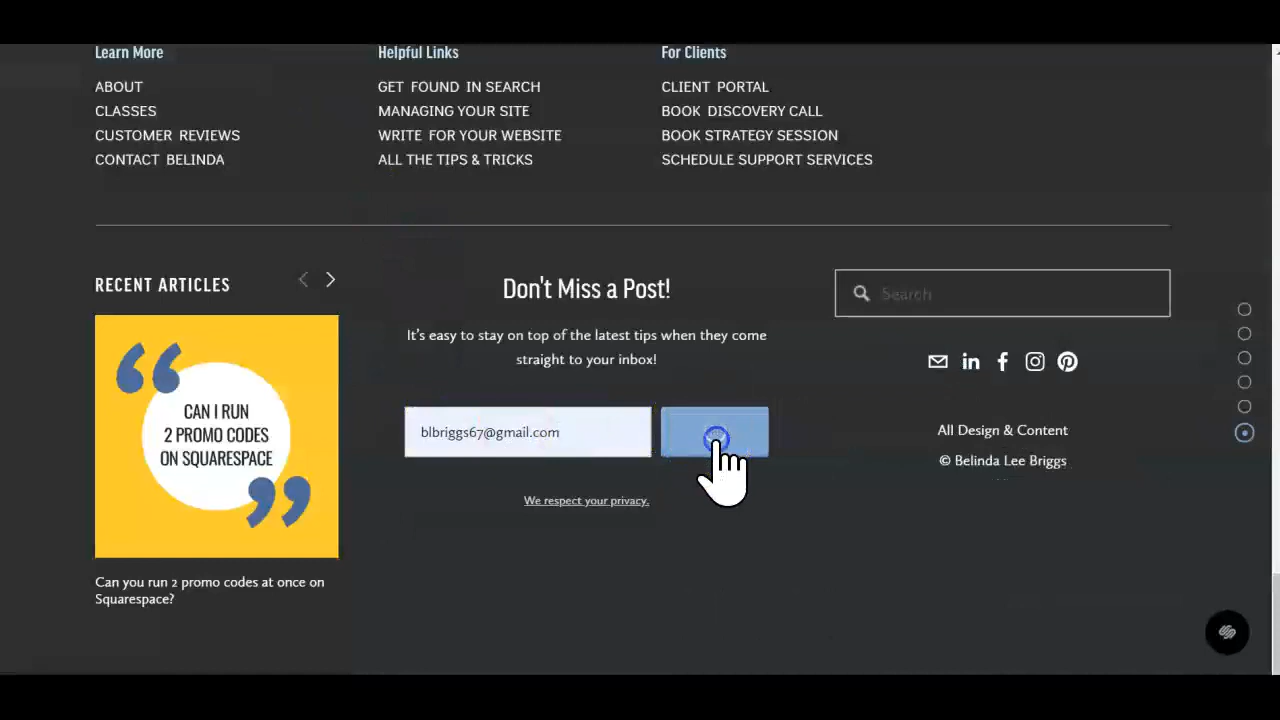 Learn More
ABOUT
CLASSES
CUSTOMER REVIEWS
CONTACT BELINDA
Helpful Links
GET FOUND IN SEARCH
MANAGING YOUR SITE
WRITE FOR YOUR WEBSITE
ALL THE TIPS & TRICKS
For Clients
CLIENT PORTAL
BOOK DISCOVERY CALL
BOOK STRATEGY SESSION
SCHEDULE SUPPORT SERVICES
RECENT ARTICLES
CAN I RUN
2 PROMO CODES
ON SQUARESPACE
Can you run 2 promo codes at once on
Squarespace?
Don't Miss a Post!
It's easy to stay on top of the latest tips when they come
straight to your inbox!
blbriggs67@gmail.com
We respect your privacy.
Search
All Design & Content
© Belinda Lee Briggs